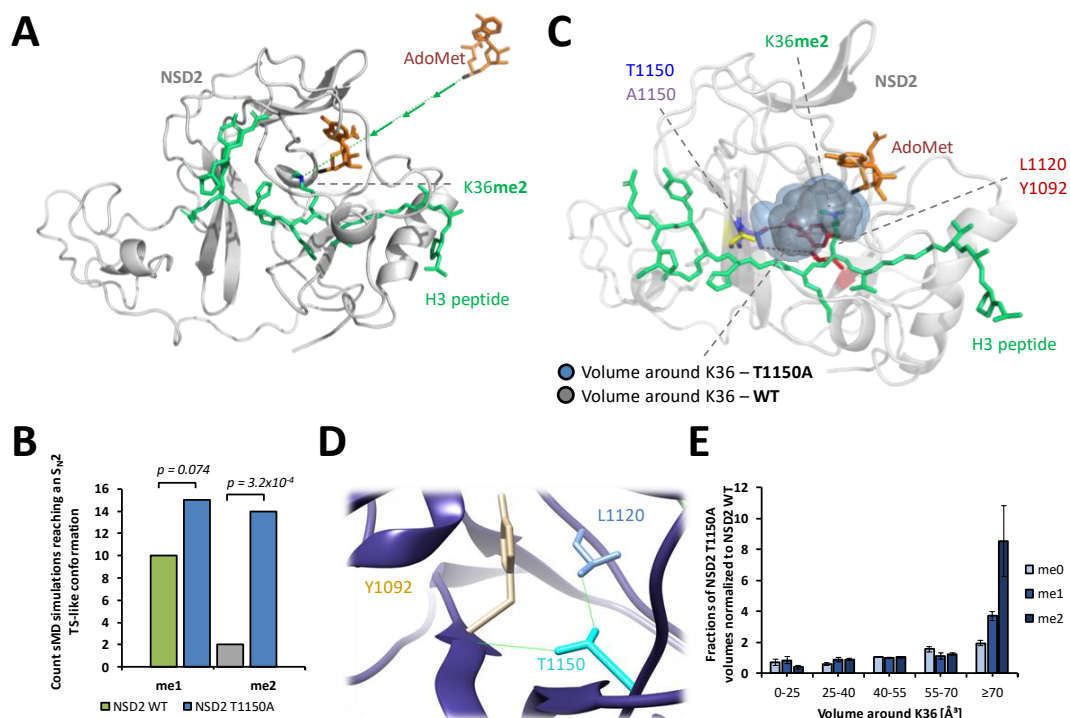 A
AdoMet
NSD2
K36me2
H3 peptide
B
Count sMD simulations reaching an SN2
TS-like conformation
p = 0.074
p = 3.2x10-4
16
14
12
10
8
6
4
2
0
me1
me2
NSD2 WT
NSD2 T1150A
C
K36me2
T1150
A1150
NSD2
AdoMet
L1120
Y1092
H3 peptide
Volume around K36 – T1150A
Volume around K36 – WT
D
L1120
Y1092
T1150
E
Fractions of NSD2 T1150A
volumes normalized to NSD2 WT
12
10
8
6
4
2
0
me0
me1
me2
0-25
25-40
40-55
55-70
≥70
Volume around K36 [Å³]